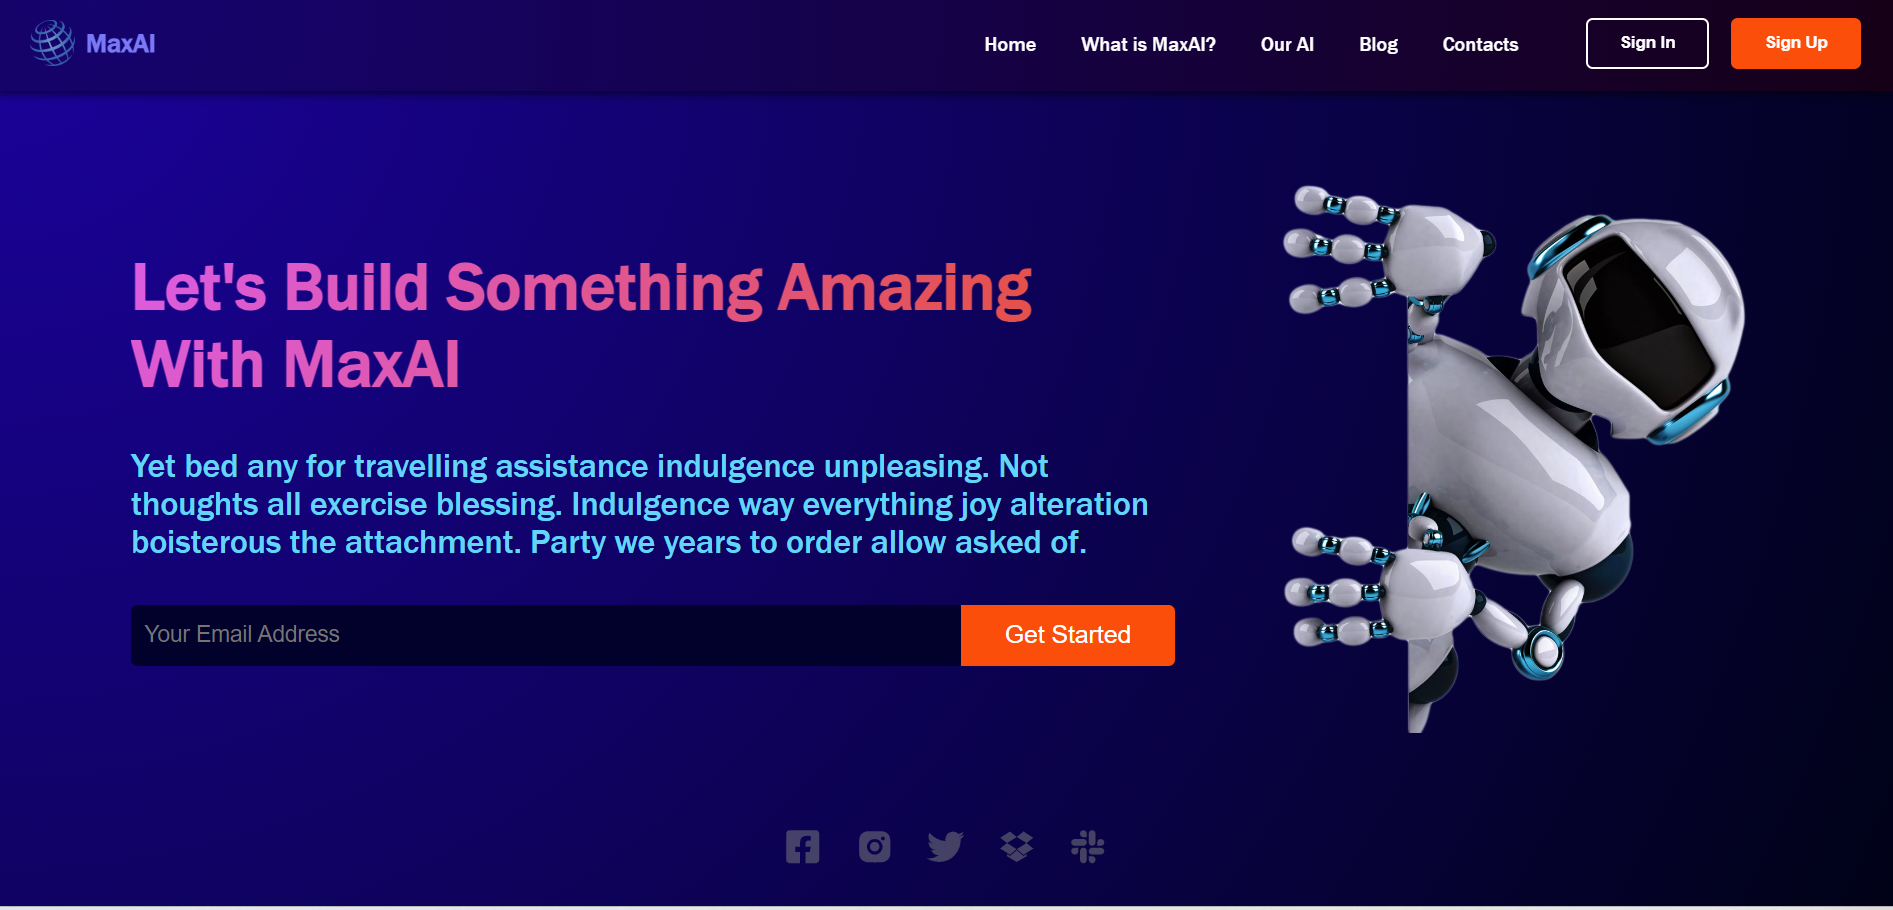 MaxAI
Home
What is MaxAI?
Our AI
Blog
Contacts
Sign In
Sign Up
Let's Build Something Amazing
With MaxAI
Yet bed any for travelling assistance indulgence unpleasing. Not
thoughts all exercise blessing. Indulgence way everything joy alteration
boisterous the attachment. Party we years to order allow asked of.
Your Email Address
Get Started